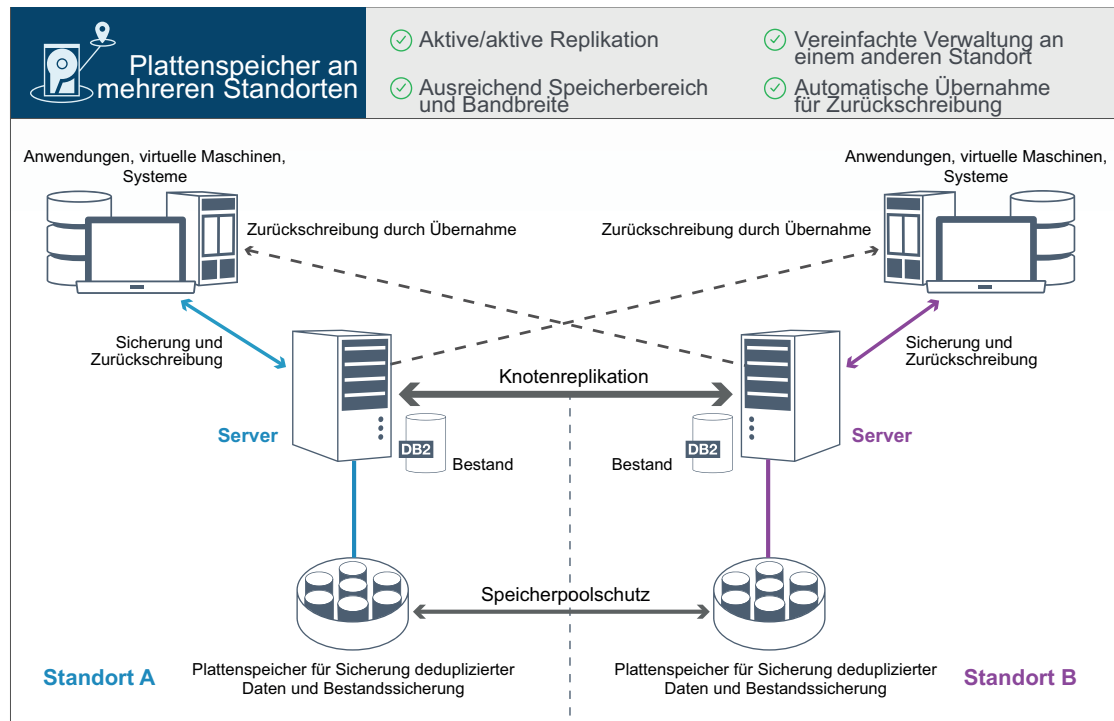 Plattenspeicher an
mehreren Standorten
Aktive/aktive Replikation
Ausreichend Speicherbereich
und Bandbreite
Vereinfachte Verwaltung an
einem anderen Standort
Automatische Übernahme
für Zurückschreibung
Anwendungen, virtuelle Maschinen,
Systeme
Anwendungen, virtuelle Maschinen,
Systeme
Zurückschreibung durch Übernahme
Zurückschreibung durch Übernahme
Sicherung und
Zurückschreibung
Sicherung und
Zurückschreibung
Knotenreplikation
Server
Server
DB2
Bestand
Bestand
DB2
Speicherpoolschutz
Plattenspeicher für Sicherung deduplizierter
Daten und Bestandssicherung
Plattenspeicher für Sicherung deduplizierter
Daten und Bestandssicherung
Standort A
Standort B